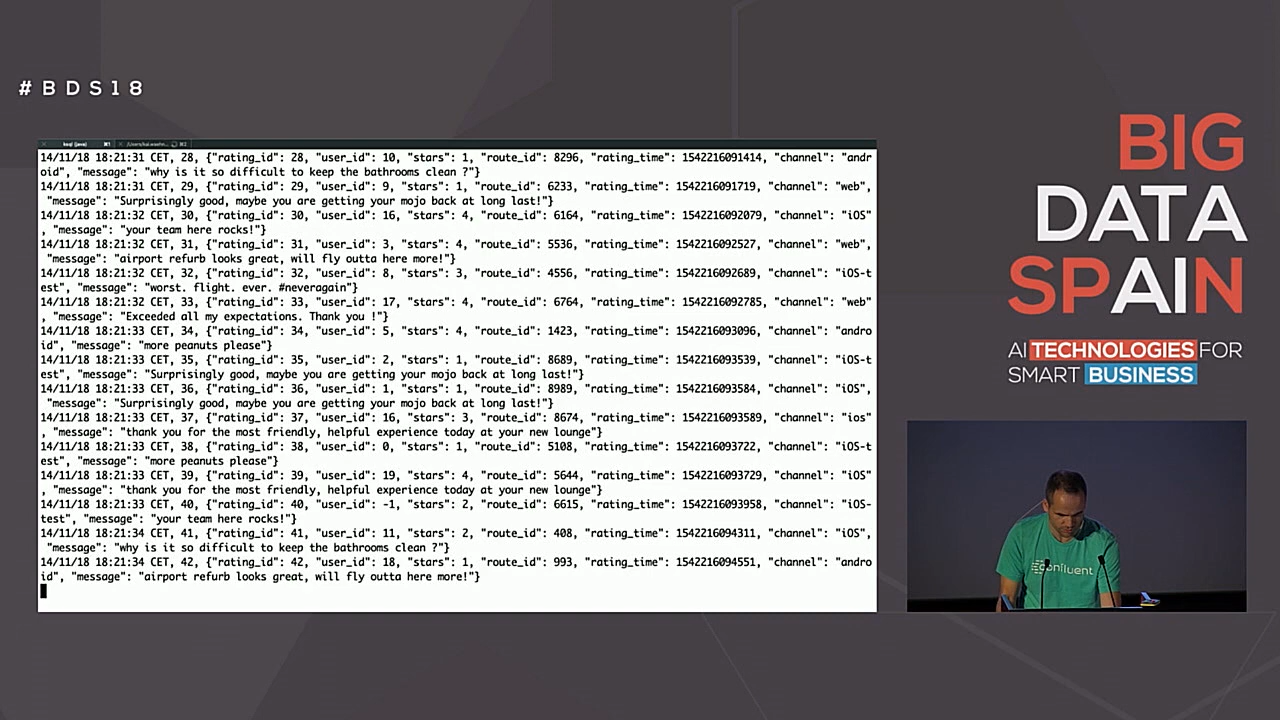 #BDS18
ksql (java) ⌘1
14/11/18 18:21:31 CET, 28, {"rating_id": 28, "user_id": 10, "stars": 1, "route_id": 8296, "rating_time": 1542216091414, "channel": "andr
oid", "message": "why is it so difficult to keep the bathrooms clean ?"}
14/11/18 18:21:31 CET, 29, {"rating_id": 29, "user_id": 9, "stars": 1, "route_id": 6233, "rating_time": 1542216091719, "channel": "web",
"message": "Surprisingly good, maybe you are getting your mojo back at long last!"}
14/11/18 18:21:32 CET, 30, {"rating_id": 30, "user_id": 16, "stars": 4, "route_id": 6164, "rating_time": 1542216092079, "channel": "iOS"
, "message": "your team here rocks!"}
14/11/18 18:21:32 CET, 31, {"rating_id": 31, "user_id": 3, "stars": 4, "route_id": 5536, "rating_time": 1542216092527, "channel": "web",
"message": "airport refurb looks great, will fly outta here more!"}
14/11/18 18:21:32 CET, 32, {"rating_id": 32, "user_id": 8, "stars": 3, "route_id": 4556, "rating_time": 1542216092689, "channel": "iOS-t
est", "message": "worst. flight. ever. #neveragain"}
14/11/18 18:21:32 CET, 33, {"rating_id": 33, "user_id": 17, "stars": 4, "route_id": 6764, "rating_time": 1542216092785, "channel": "web"
, "message": "Exceeded all my expectations. Thank you !"}
14/11/18 18:21:33 CET, 34, {"rating_id": 34, "user_id": 5, "stars": 4, "route_id": 1423, "rating_time": 1542216093096, "channel": "andro
id", "message": "more peanuts please"}
14/11/18 18:21:33 CET, 35, {"rating_id": 35, "user_id": 2, "stars": 1, "route_id": 8689, "rating_time": 1542216093539, "channel": "iOS-t
est", "message": "Surprisingly good, maybe you are getting your mojo back at long last!"}
14/11/18 18:21:33 CET, 36, {"rating_id": 36, "user_id": 1, "stars": 1, "route_id": 8989, "rating_time": 1542216093584, "channel": "iOS",
"message": "Surprisingly good, maybe you are getting your mojo back at long last!"}
14/11/18 18:21:33 CET, 37, {"rating_id": 37, "user_id": 16, "stars": 3, "route_id": 8674, "rating_time": 1542216093589, "channel": "ios"
, "message": "thank you for the most friendly, helpful experience today at your new lounge"}
14/11/18 18:21:33 CET, 38, {"rating_id": 38, "user_id": 0, "stars": 1, "route_id": 5108, "rating_time": 1542216093722, "channel": "iOS-t
est", "message": "more peanuts please"}
14/11/18 18:21:33 CET, 39, {"rating_id": 39, "user_id": 19, "stars": 4, "route_id": 5644, "rating_time": 1542216093729, "channel": "iOS"
, "message": "thank you for the most friendly, helpful experience today at your new lounge"}
14/11/18 18:21:33 CET, 40, {"rating_id": 40, "user_id": -1, "stars": 2, "route_id": 6615, "rating_time": 1542216093958, "channel": "iOS-
test", "message": "your team here rocks!"}
14/11/18 18:21:34 CET, 41, {"rating_id": 41, "user_id": 11, "stars": 2, "route_id": 408, "rating_time": 1542216094311, "channel": "iOS",
"message": "why is it so difficult to keep the bathrooms clean ?"}
14/11/18 18:21:34 CET, 42, {"rating_id": 42, "user_id": 18, "stars": 1, "route_id": 993, "rating_time": 1542216094551, "channel": "andro
id", "message": "airport refurb looks great, will fly outta here more!"}
BIG
DATA
SPAIN
AI TECHNOLOGIES FOR
SMART BUSINESS
confluent